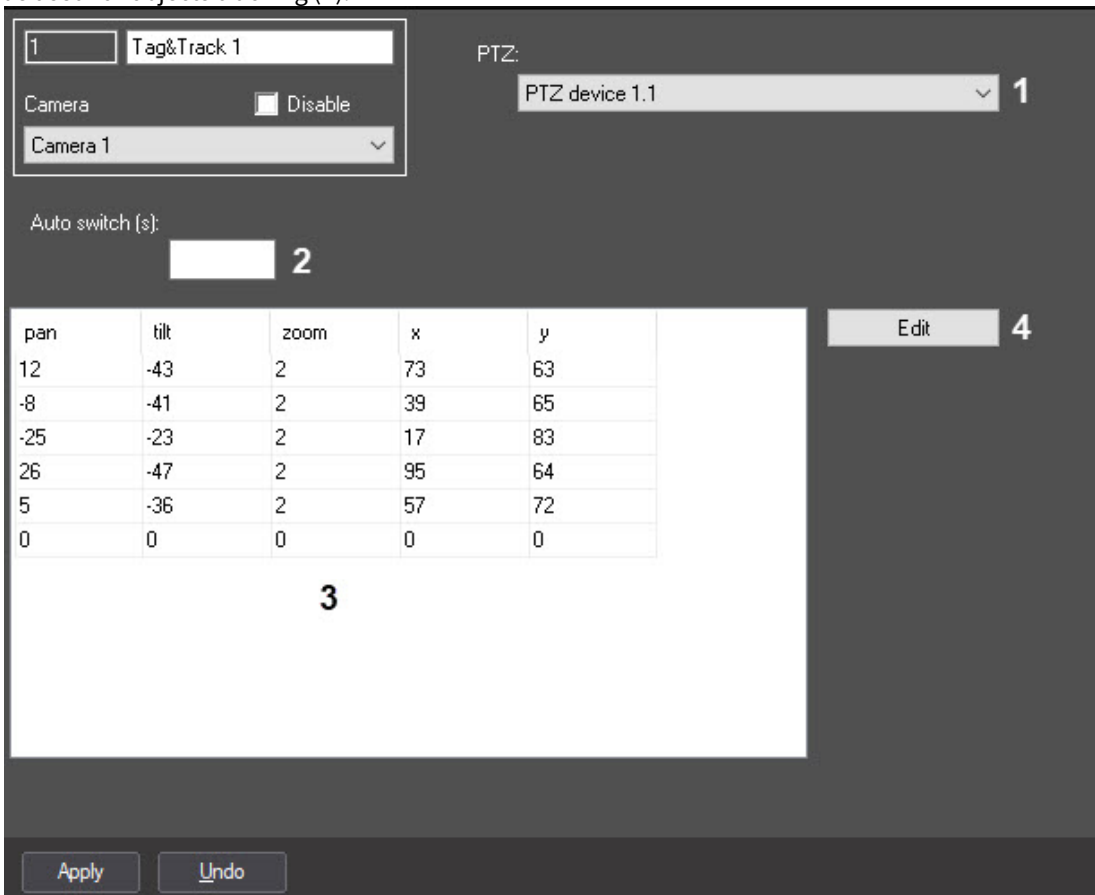 1 Tag&Track 1
PTZ:
PTZ device 1.1 1
Camera Disable
Camera 1
Auto switch (s):
2
pan tilt zoom x y
12 -43 2 73 63
-8 -41 2 39 65
-25 -23 2 17 83
26 -47 2 95 64
5 -36 2 57 72
0 0 0 0 0
Edit 4
3
Apply Undo